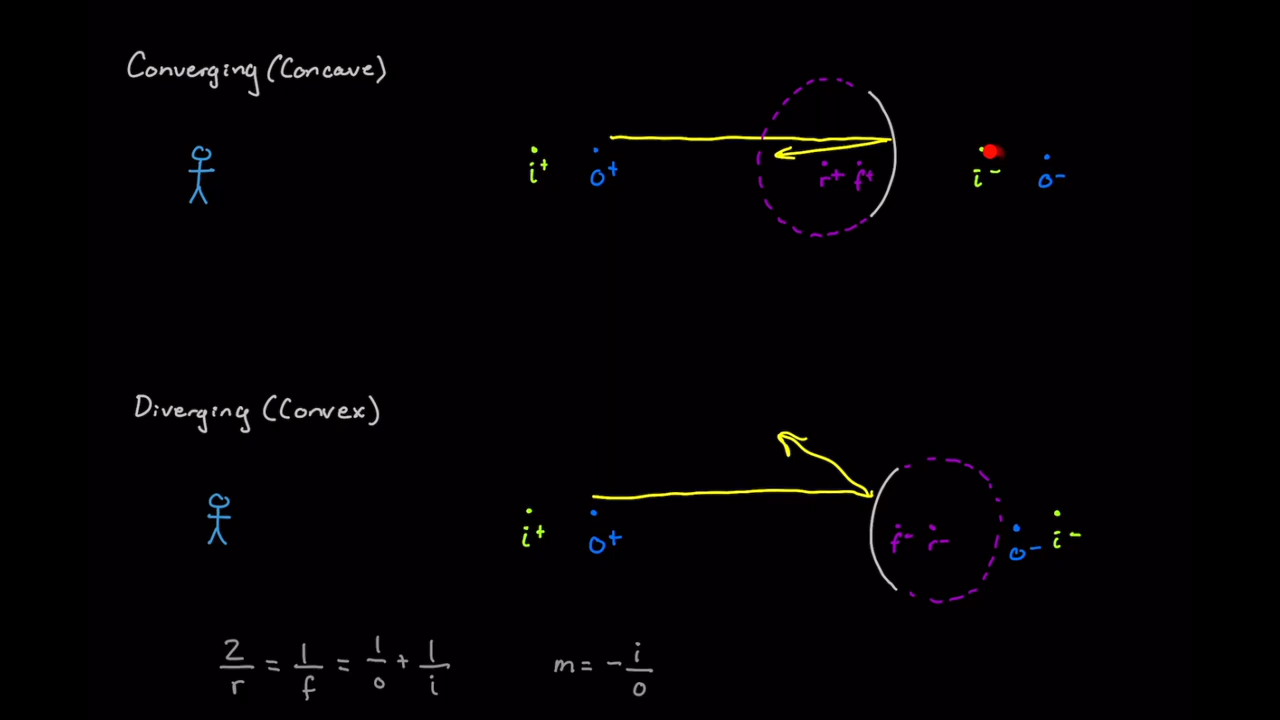 Converging (Concave)
i+ o+ r+ f+ i- o-
Diverging (Convex)
i+ o+ f- r- o- i-
2/r = 1/f = 1/o + 1/i
m = - i/o